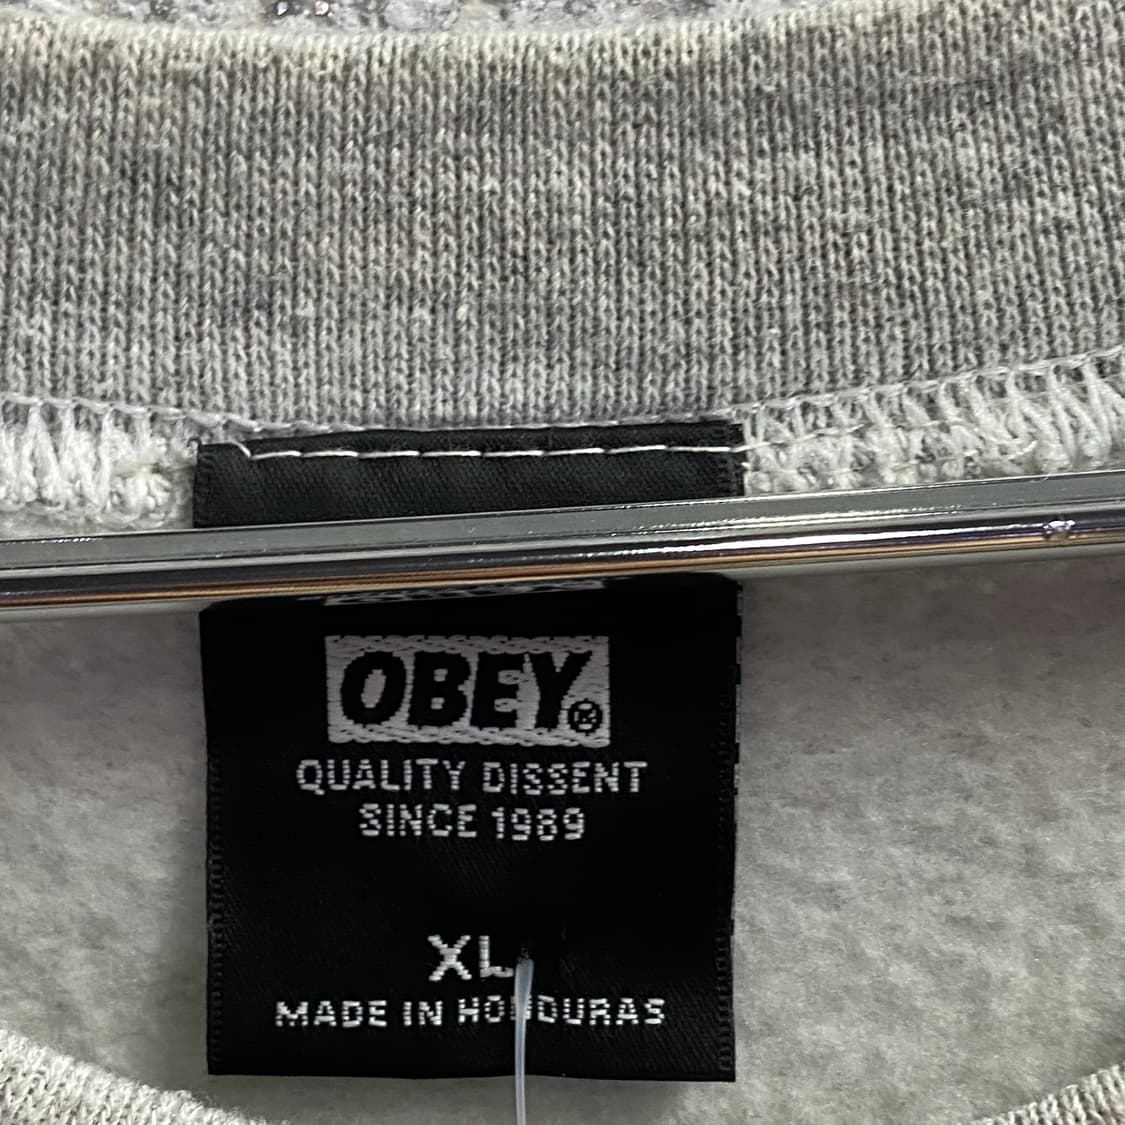 OBEY®
QUALITY DISSENT
SINCE 1989
XL
MADE IN HONDURAS